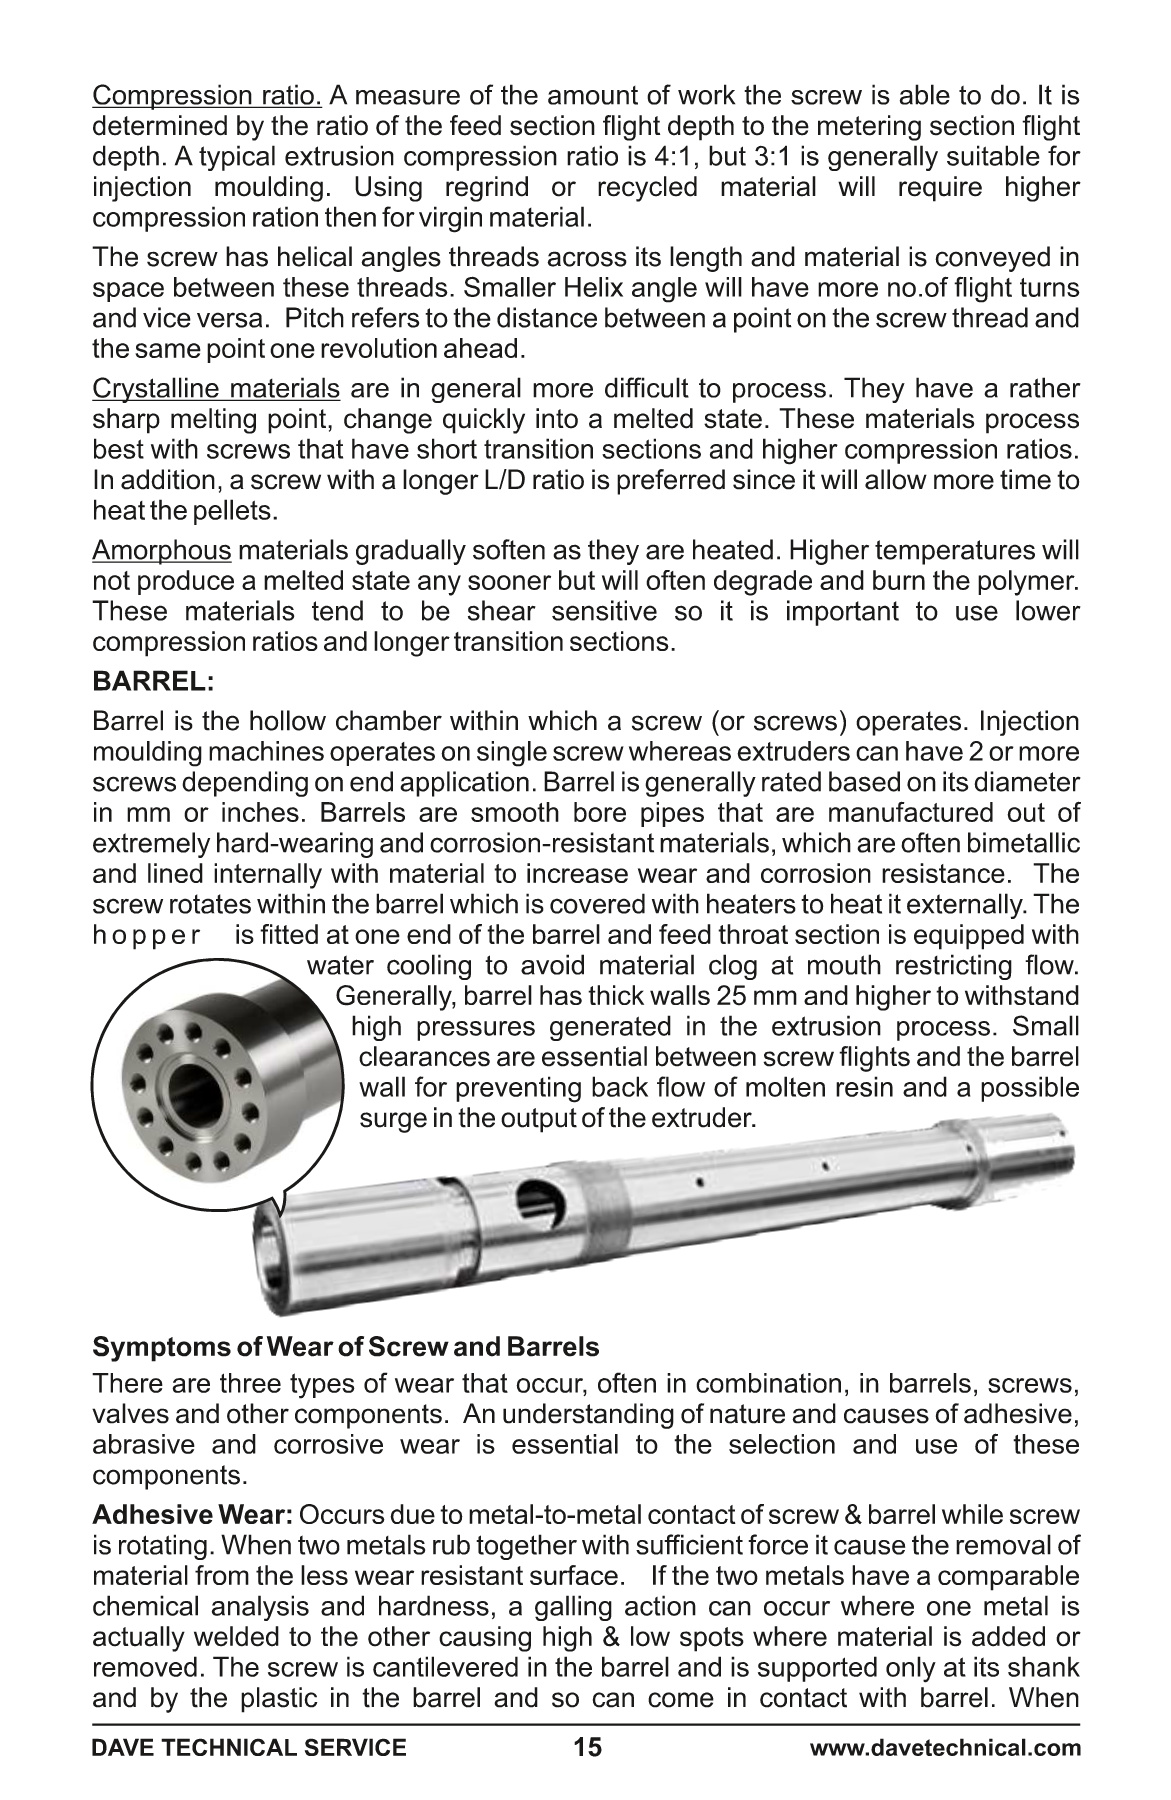 Compression ratio. A measure of the amount of work the screw is able to do. It is
determined by the ratio of the feed section flight depth to the metering section flight
depth. A typical extrusion compression ratio is 4:1, but 3:1 is generally suitable for
injection moulding. Using regrind or recycled material will require higher
compression ration then for virgin material.
The screw has helical angles threads across its length and material is conveyed in
space between these threads. Smaller Helix angle will have more no.of flight turns
and vice versa. Pitch refers to the distance between a point on the screw thread and
the same point one revolution ahead.
Crystalline materials are in general more difficult to process. They have a rather
sharp melting point, change quickly into a melted state. These materials process
best with screws that have short transition sections and higher compression ratios.
In addition, a screw with a longer L/D ratio is preferred since it will allow more time to
heat the pellets.
Amorphous materials gradually soften as they are heated. Higher temperatures will
not produce a melted state any sooner but will often degrade and burn the polymer.
These materials tend to be shear sensitive so it is important to use lower
compression ratios and longer transition sections.
BARREL:
Barrel is the hollow chamber within which a screw (or screws) operates. Injection
moulding machines operates on single screw whereas extruders can have 2 or more
screws depending on end application. Barrel is generally rated based on its diameter
in mm or inches. Barrels are smooth bore pipes that are manufactured out of
extremely hard-wearing and corrosion-resistant materials, which are often bimetallic
and lined internally with material to increase wear and corrosion resistance. The
screw rotates within the barrel which is covered with heaters to heat it externally. The
hopper is fitted at one end of the barrel and feed throat section is equipped with
water cooling to avoid material clog at mouth restricting flow.
Generally, barrel has thick walls 25 mm and higher to withstand
high pressures generated in the extrusion process. Small
clearances are essential between screw flights and the barrel
wall for preventing back flow of molten resin and a possible
surge in the output of the extruder.
Symptoms of Wear of Screw and Barrels
There are three types of wear that occur, often in combination, in barrels, screws,
valves and other components. An understanding of nature and causes of adhesive,
abrasive and corrosive wear is essential to the selection and use of these
components.
Adhesive Wear: Occurs due to metal-to-metal contact of screw & barrel while screw
is rotating. When two metals rub together with sufficient force it cause the removal of
material from the less wear resistant surface. If the two metals have a comparable
chemical analysis and hardness, a galling action can occur where one metal is
actually welded to the other causing high & low spots where material is added or
removed. The screw is cantilevered in the barrel and is supported only at its shank
and by the plastic in the barrel and so can come in contact with barrel. When
DAVE TECHNICAL SERVICE 15 www.davetechnical.com